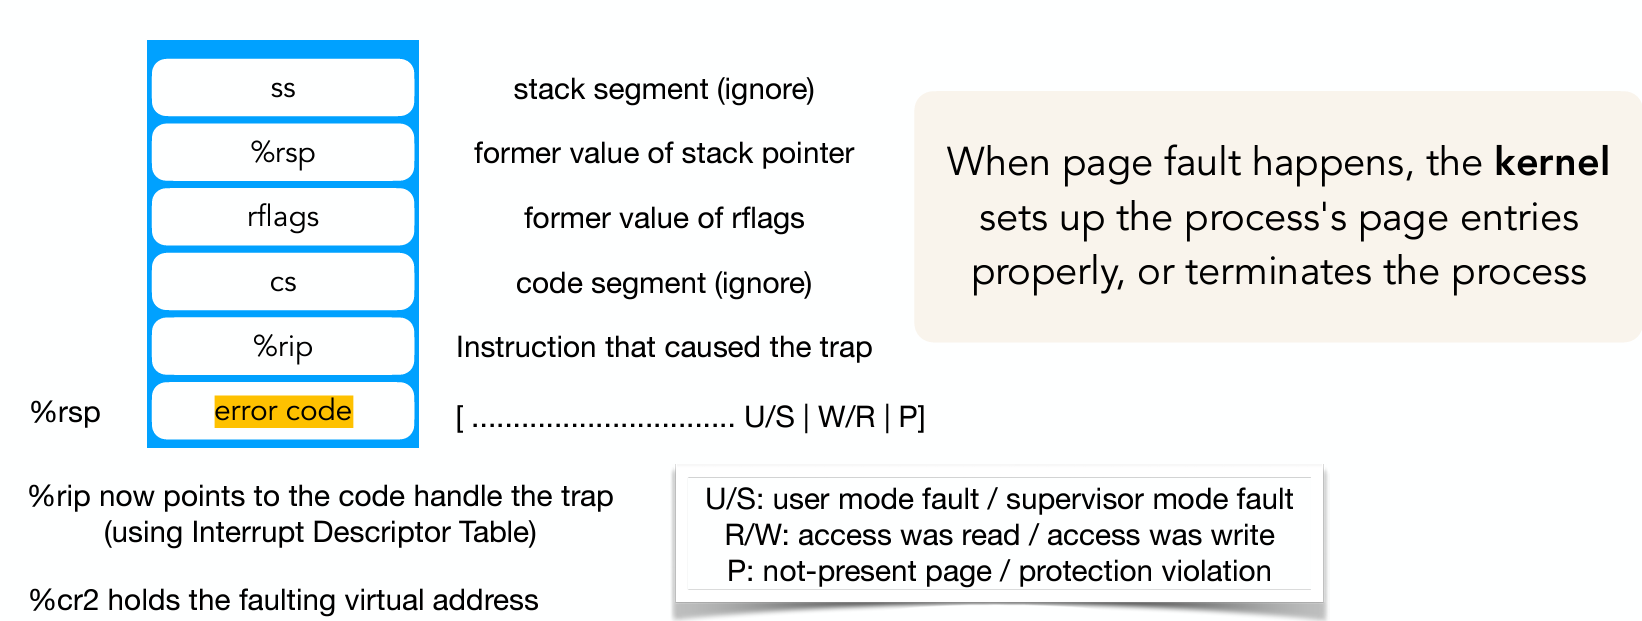 ss
stack segment (ignore)
%rsp
former value of stack pointer
rflags
former value of rflags
cs
code segment (ignore)
%rip
Instruction that caused the trap
%rsp
error code
[ ................................ U/S | W/R | P]
When page fault happens, the kernel
sets up the process's page entries
properly, or terminates the process
%rip now points to the code handle the trap
(using Interrupt Descriptor Table)
%cr2 holds the faulting virtual address
U/S: user mode fault / supervisor mode fault
R/W: access was read / access was write
P: not-present page / protection violation